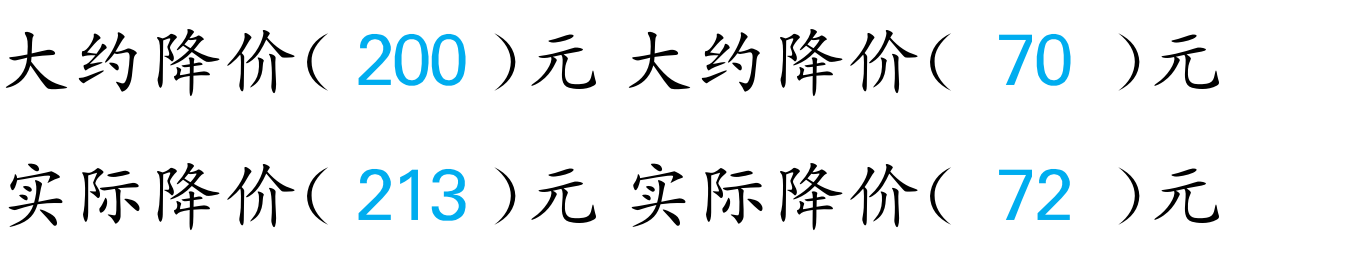 大约降价( 200 )元 大约降价( 70 )元
实际降价( 213 )元 实际降价( 72 )元